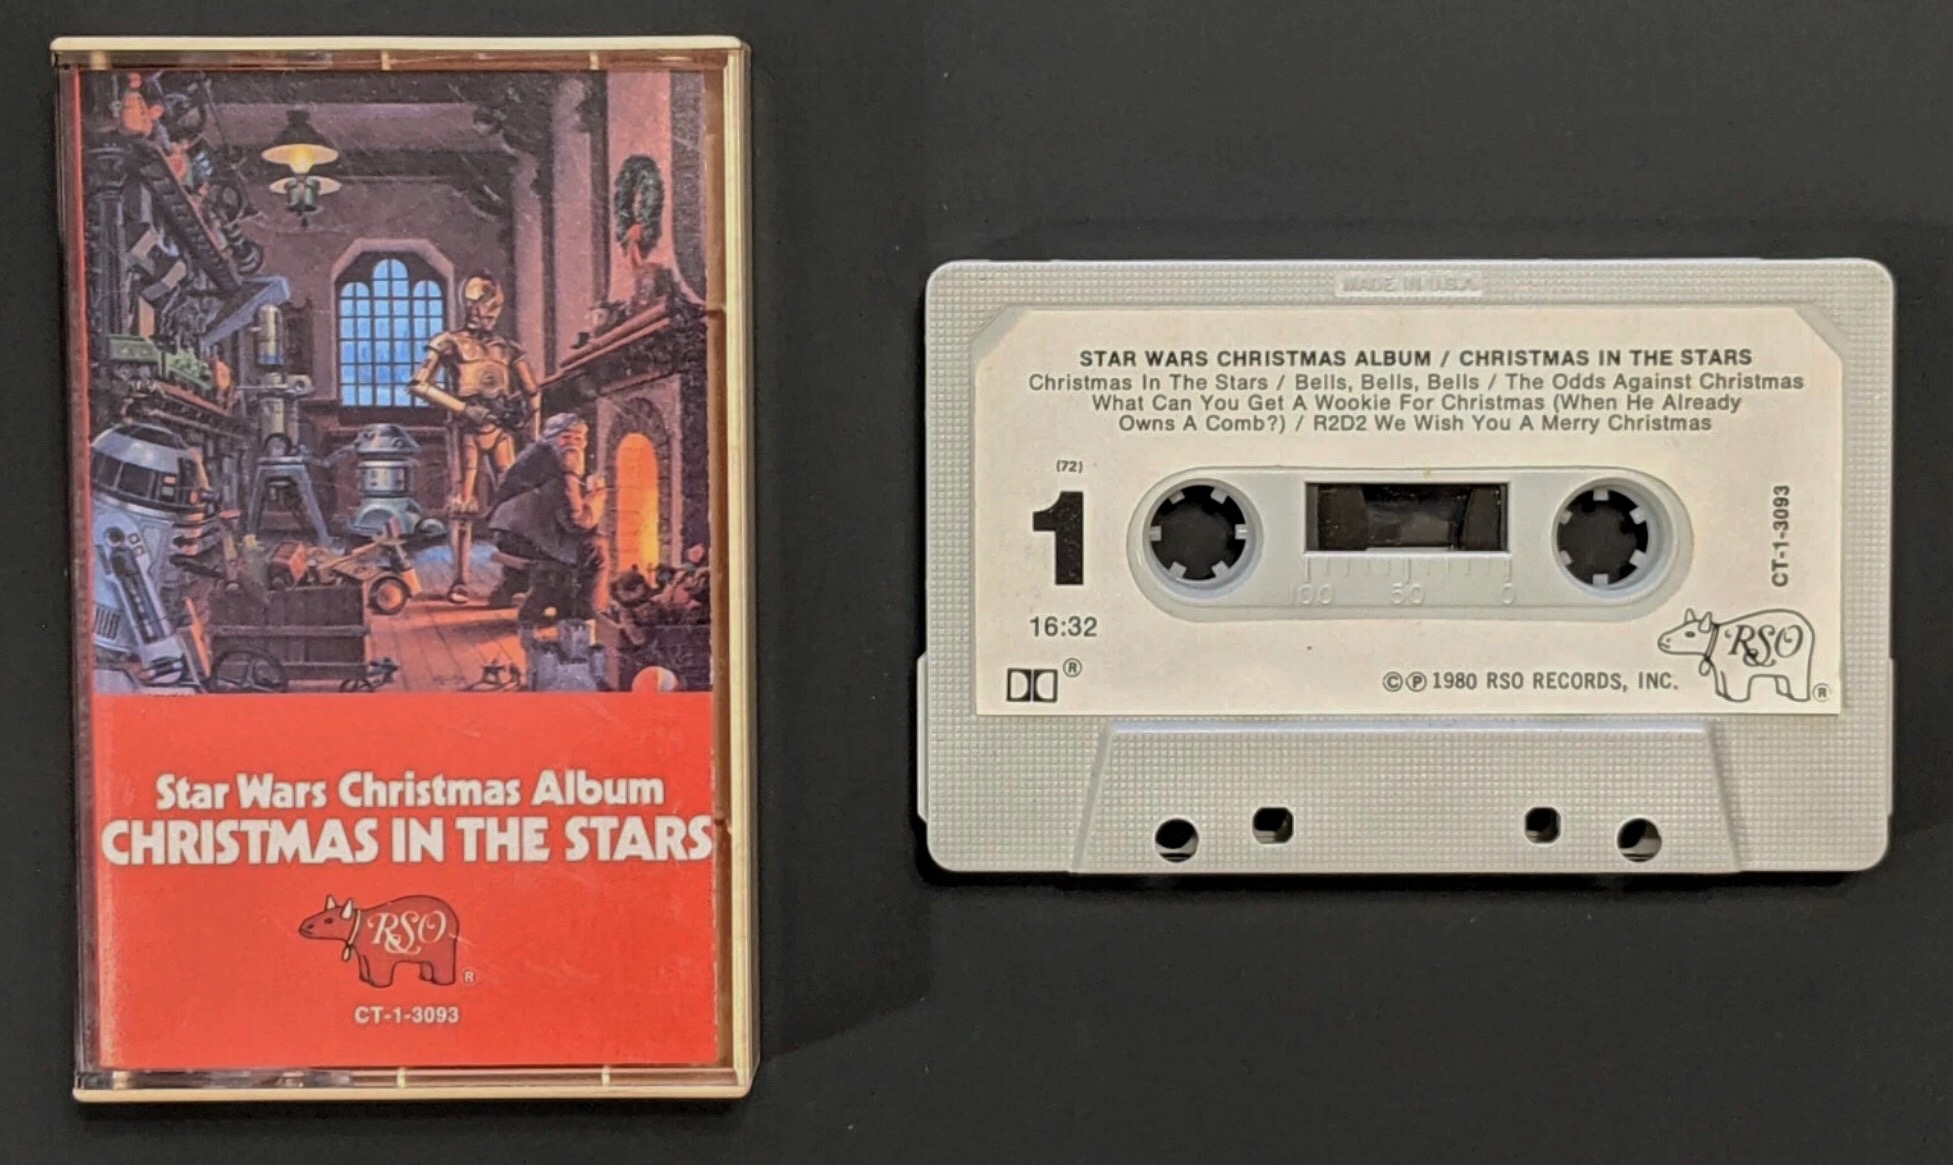 Star Wars Christmas Album
CHRISTMAS IN THE STARS
RSO
®
CT-1-3093
MADE IN U.S.A.
STAR WARS CHRISTMAS ALBUM / CHRISTMAS IN THE STARS
Christmas In The Stars / Bells, Bells, Bells / The Odds Against Christmas
What Can You Get A Wookie For Christmas (When He Already
Owns A Comb?) / R2D2 We Wish You A Merry Christmas
(72)
1
16:32
®
100 50 0
CT-1-3093
RSO
®
©℗ 1980 RSO RECORDS, INC.